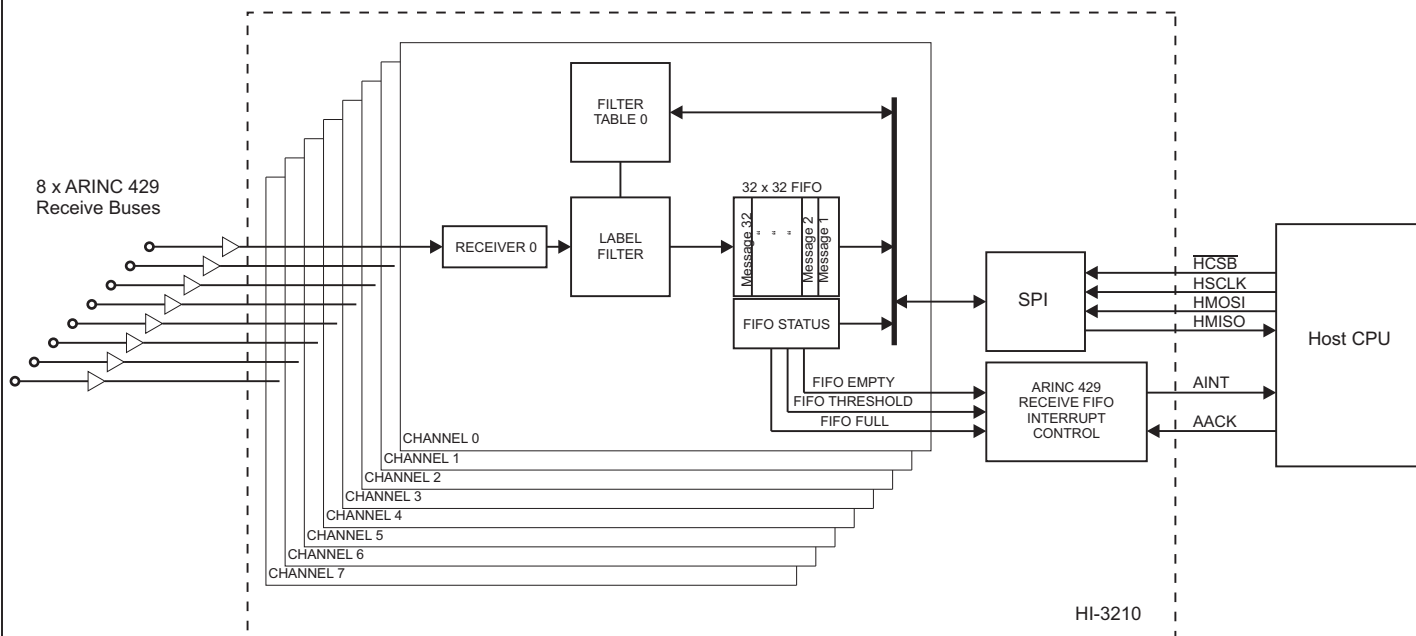 8 x ARINC 429
Receive Buses
FILTER
TABLE 0
RECEIVER 0
LABEL
FILTER
32 x 32 FIFO
Message 32
" " "
Message 2
Message 1
FIFO STATUS
FIFO EMPTY
FIFO THRESHOLD
FIFO FULL
SPI
ARINC 429
RECEIVE FIFO
INTERRUPT
CONTROL
HCSB
HSCLK
HMOSI
HMISO
AINT
AACK
Host CPU
CHANNEL 0
CHANNEL 1
CHANNEL 2
CHANNEL 3
CHANNEL 4
CHANNEL 5
CHANNEL 6
CHANNEL 7
HI-3210